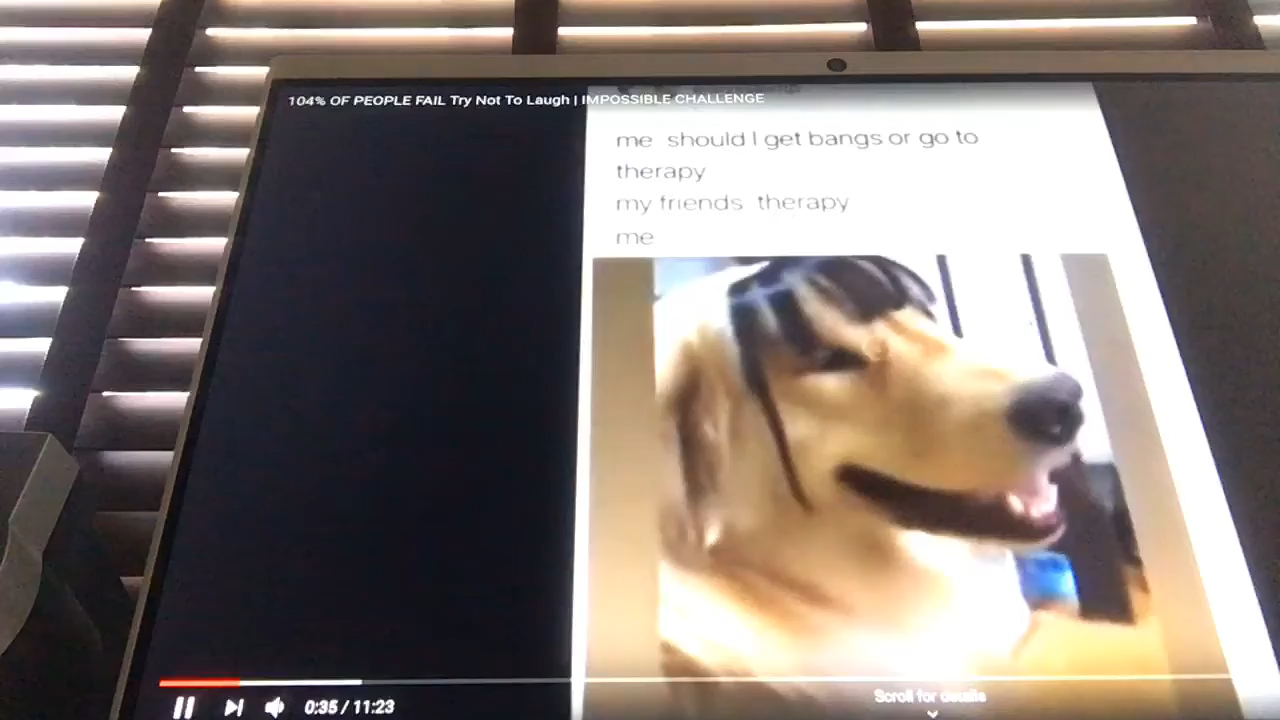 104% OF PEOPLE FAIL Try Not To Laugh | IMPOSSIBLE CHALLENGE
me should I get bangs or go to
therapy
my friends therapy
me
0:35 / 11:23
Scroll for details